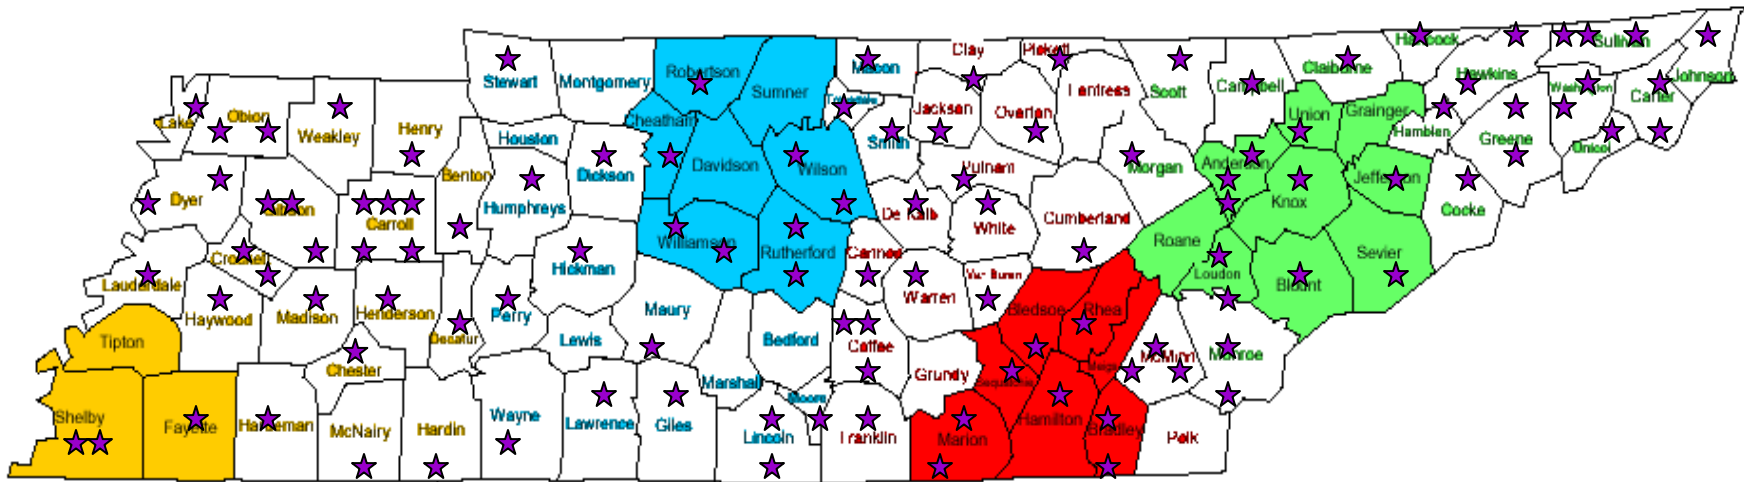 Lake
Obion
Weakley
Henry
Stewart
Montgomery
Robertson
Sumner
Macon
Clay
Pickett
Scott
Campbell
Claiborne
Hancock
Hawkins
Sullivan
Johnson
Carter
Washington
Unicoi
Greene
Hamblen
Grainger
Union
Fentress
Overton
Jackson
Smith
Cheatham
Houston
Benton
Dyer
Gibson
Carroll
Humphreys
Dickson
Davidson
Wilson
Putnam
Morgan
Anderson
Knox
Jefferson
Cocke
Sevier
Blount
Loudon
Roane
Cumberland
White
De Kalb
Cannon
Rutherford
Williamson
Hickman
Crockett
Lauderdale
Haywood
Madison
Henderson
Decatur
Perry
Lewis
Maury
Bedford
Coffee
Warren
Van Buren
Bledsoe
Rhea
Meigs
McMinn
Monroe
Tipton
Chester
Marshall
Moore
Grundy
Sequatchie
Shelby
Fayette
Hardeman
McNairy
Hardin
Wayne
Lawrence
Giles
Lincoln
Franklin
Marion
Hamilton
Bradley
Polk